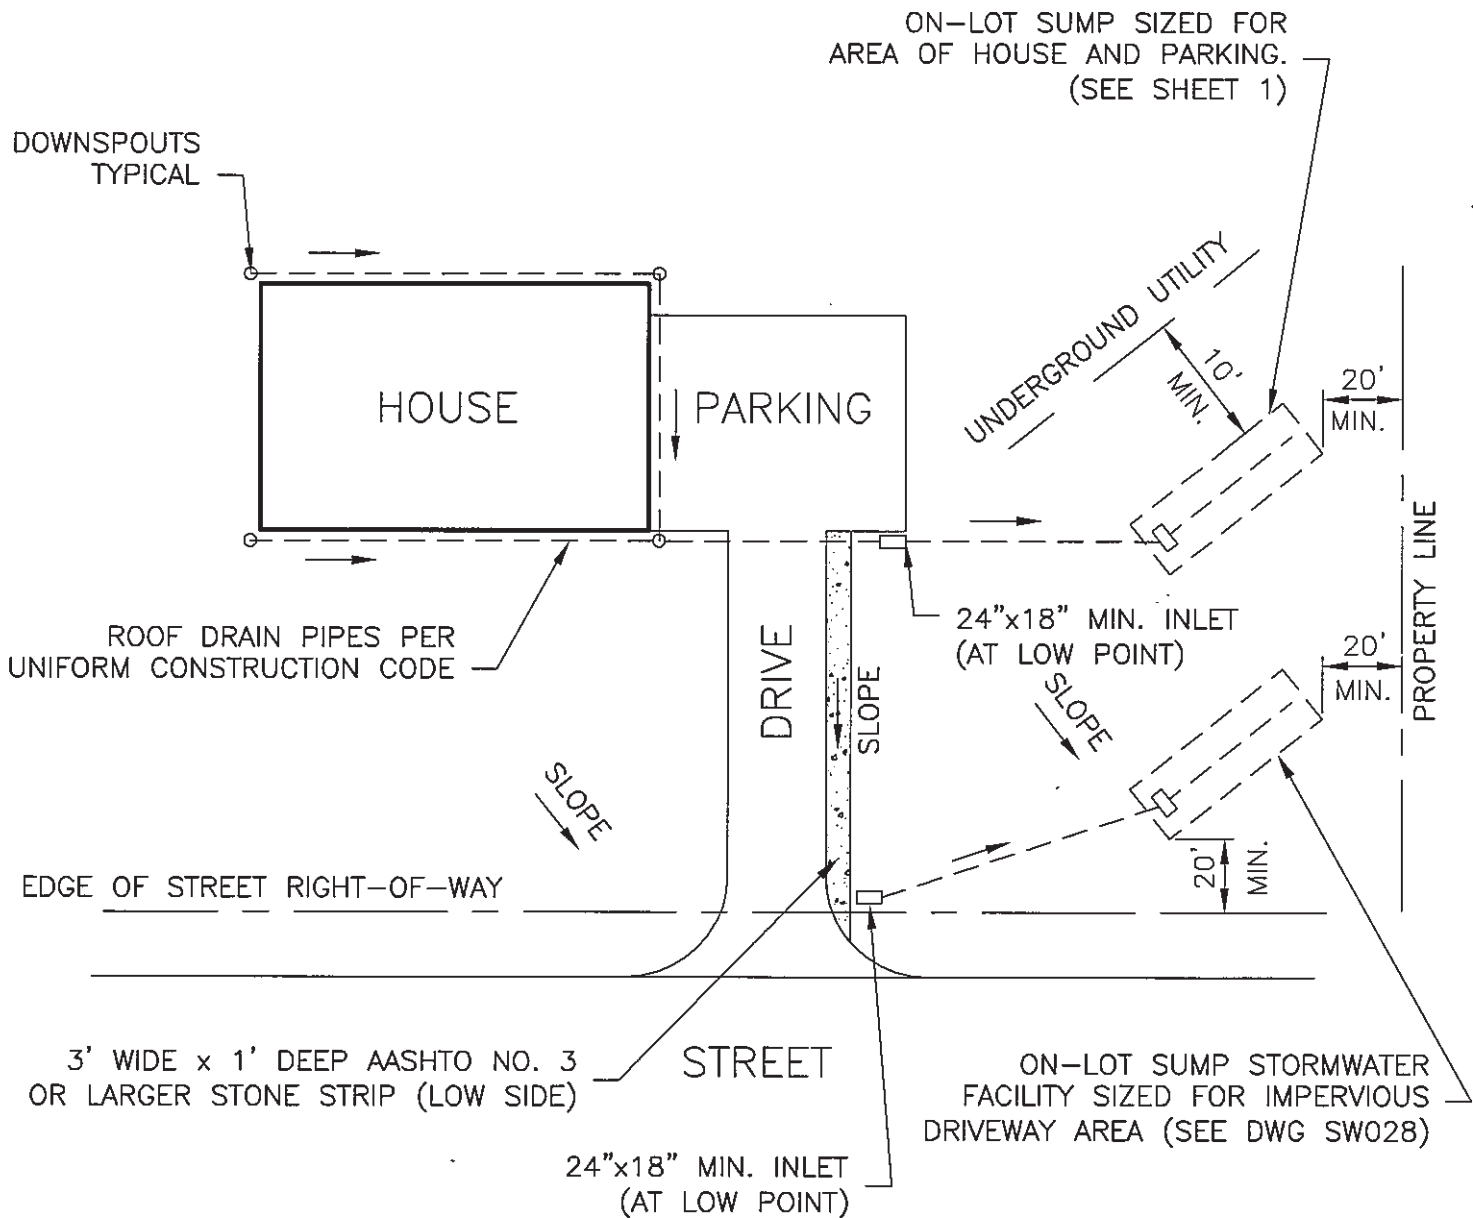 ON-LOT SUMP SIZED FOR
AREA OF HOUSE AND PARKING.
(SEE SHEET 1)
DOWNSPOUTS
TYPICAL
UNDERGROUND UTILITY
10'
MIN.
20'
MIN.
HOUSE
PARKING
PROPERTY LINE
24"x18" MIN. INLET
(AT LOW POINT)
ROOF DRAIN PIPES PER
UNIFORM CONSTRUCTION CODE
DRIVE
SLOPE
SLOPE
20'
MIN.
SLOPE
20'
MIN.
EDGE OF STREET RIGHT-OF-WAY
3' WIDE x 1' DEEP AASHTO NO. 3
OR LARGER STONE STRIP (LOW SIDE)
STREET
ON-LOT SUMP STORMWATER
FACILITY SIZED FOR IMPERVIOUS
DRIVEWAY AREA (SEE DWG SW028)
24"x18" MIN. INLET
(AT LOW POINT)